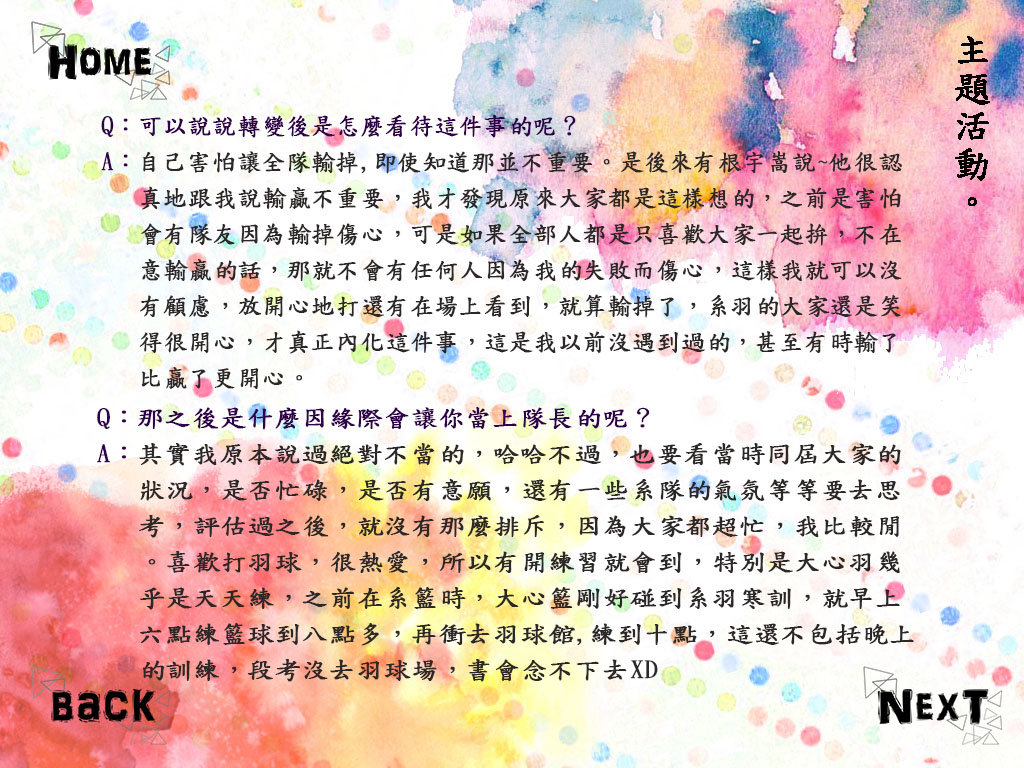 HOME
主題活動。
Q：可以說說轉變後是怎麼看待這件事的呢？
A：自己害怕讓全隊輸掉,即使知道那並不重要。是後來有根宇嵩說~他很認
真地跟我說輸贏不重要，我才發現原來大家都是這樣想的，之前是害怕
會有隊友因為輸掉傷心，可是如果全部人都是只喜歡大家一起拚，不在
意輸贏的話，那就不會有任何人因為我的失敗而傷心，這樣我就可以沒
有顧慮，放開心地打還有在場上看到，就算輸掉了，系羽的大家還是笑
得很開心，才真正內化這件事，這是我以前沒遇到過的，甚至有時輸了
比贏了更開心。
Q：那之後是什麼因緣際會讓你當上隊長的呢？
A：其實我原本說過絕對不當的，哈哈不過，也要看當時同屆大家的
狀況，是否忙碌，是否有意願，還有一些系隊的氣氛等等要去思
考，評估過之後，就沒有那麼排斥，因為大家都超忙，我比較閒
。喜歡打羽球，很熱愛，所以有開練習就會到，特別是大心羽幾
乎是天天練，之前在系籃時，大心籃剛好碰到系羽寒訓，就早上
六點練籃球到八點多，再衝去羽球館,練到十點，這還不包括晚上
的訓練，段考沒去羽球場，書會念不下去XD
BACK
NEXT